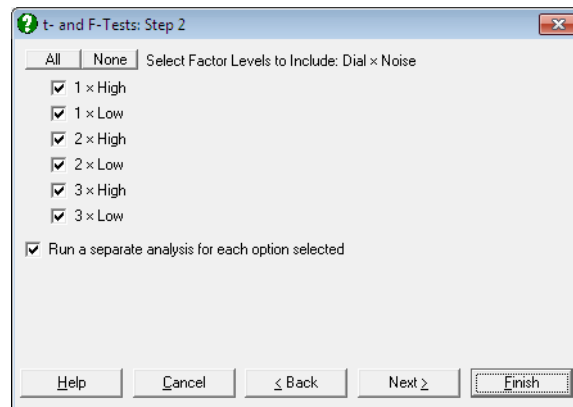 t- and F-Tests: Step 2
All None Select Factor Levels to Include: Dial × Noise
1 × High
1 × Low
2 × High
2 × Low
3 × High
3 × Low
Run a separate analysis for each option selected
Help Cancel < Back Next > Finish